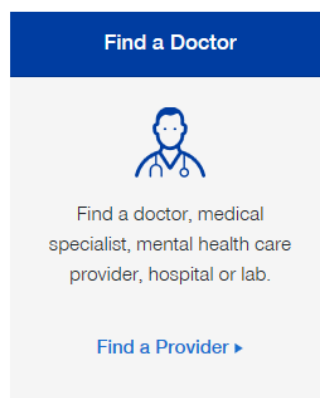 Find a Doctor
Find a doctor, medical
specialist, mental health care
provider, hospital or lab.
Find a Provider ▸